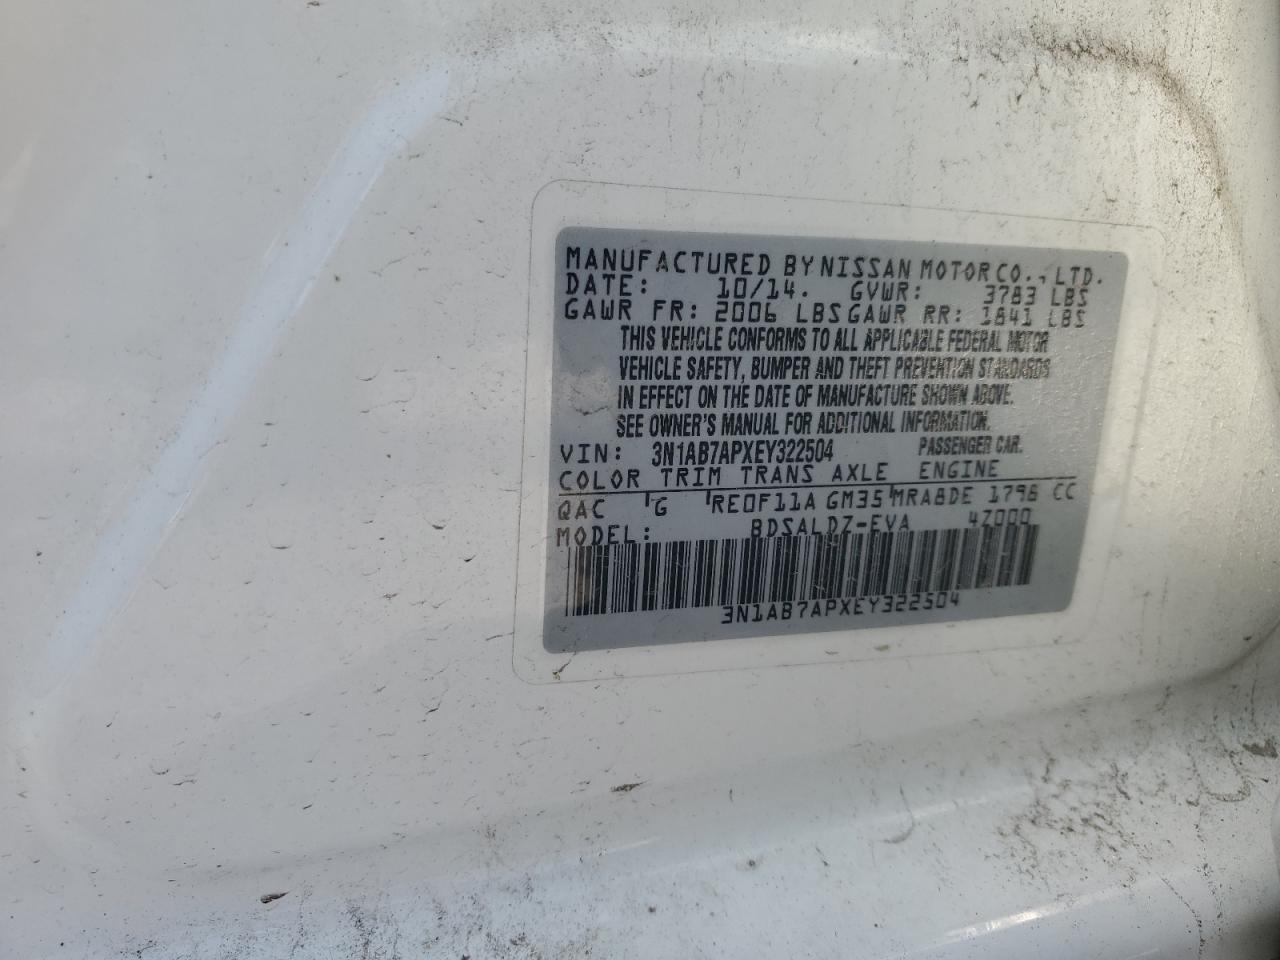 MANUFACTURED BY NISSAN MOTOR CO., LTD.
DATE: 10/14. GVWR: 3783 LBS
GAWR FR: 2006 LBS GAWR RR: 1841 LBS
THIS VEHICLE CONFORMS TO ALL APPLICABLE FEDERAL MOTOR
VEHICLE SAFETY, BUMPER AND THEFT PREVENTION STANDARDS
IN EFFECT ON THE DATE OF MANUFACTURE SHOWN ABOVE.
SEE OWNER'S MANUAL FOR ADDITIONAL INFORMATION.
VIN: 3N1AB7APXEY322504 PASSENGER CAR.
COLOR TRIM TRANS AXLE ENGINE
QAC G RE0F11A GM35 MRA8DE 1798 CC
MODEL: BDSALDZ-EVA 4Z000
3N1AB7APXEY322504